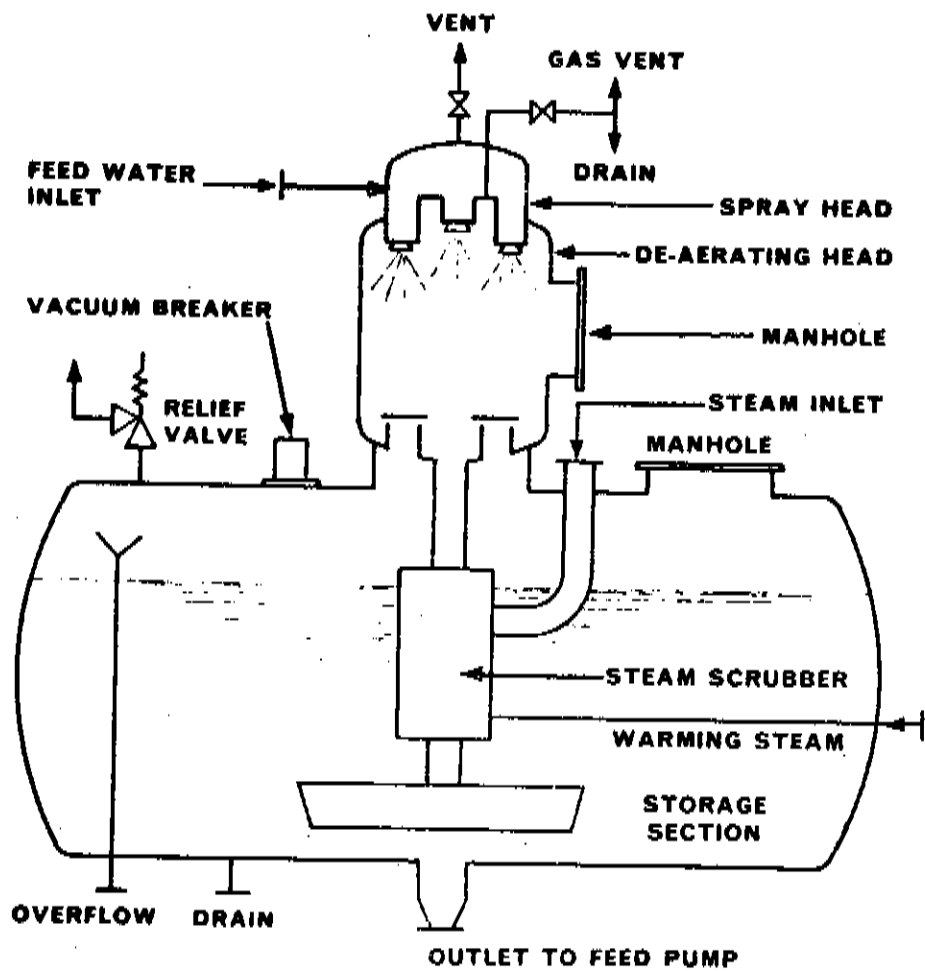 VENT
GAS VENT
DRAIN
FEED WATER
INLET
SPRAY HEAD
DE-AERATING HEAD
VACUUM BREAKER
MANHOLE
RELIEF
VALVE
STEAM INLET
MANHOLE
STEAM SCRUBBER
WARMING STEAM
STORAGE
SECTION
OVERFLOW
DRAIN
OUTLET TO FEED PUMP